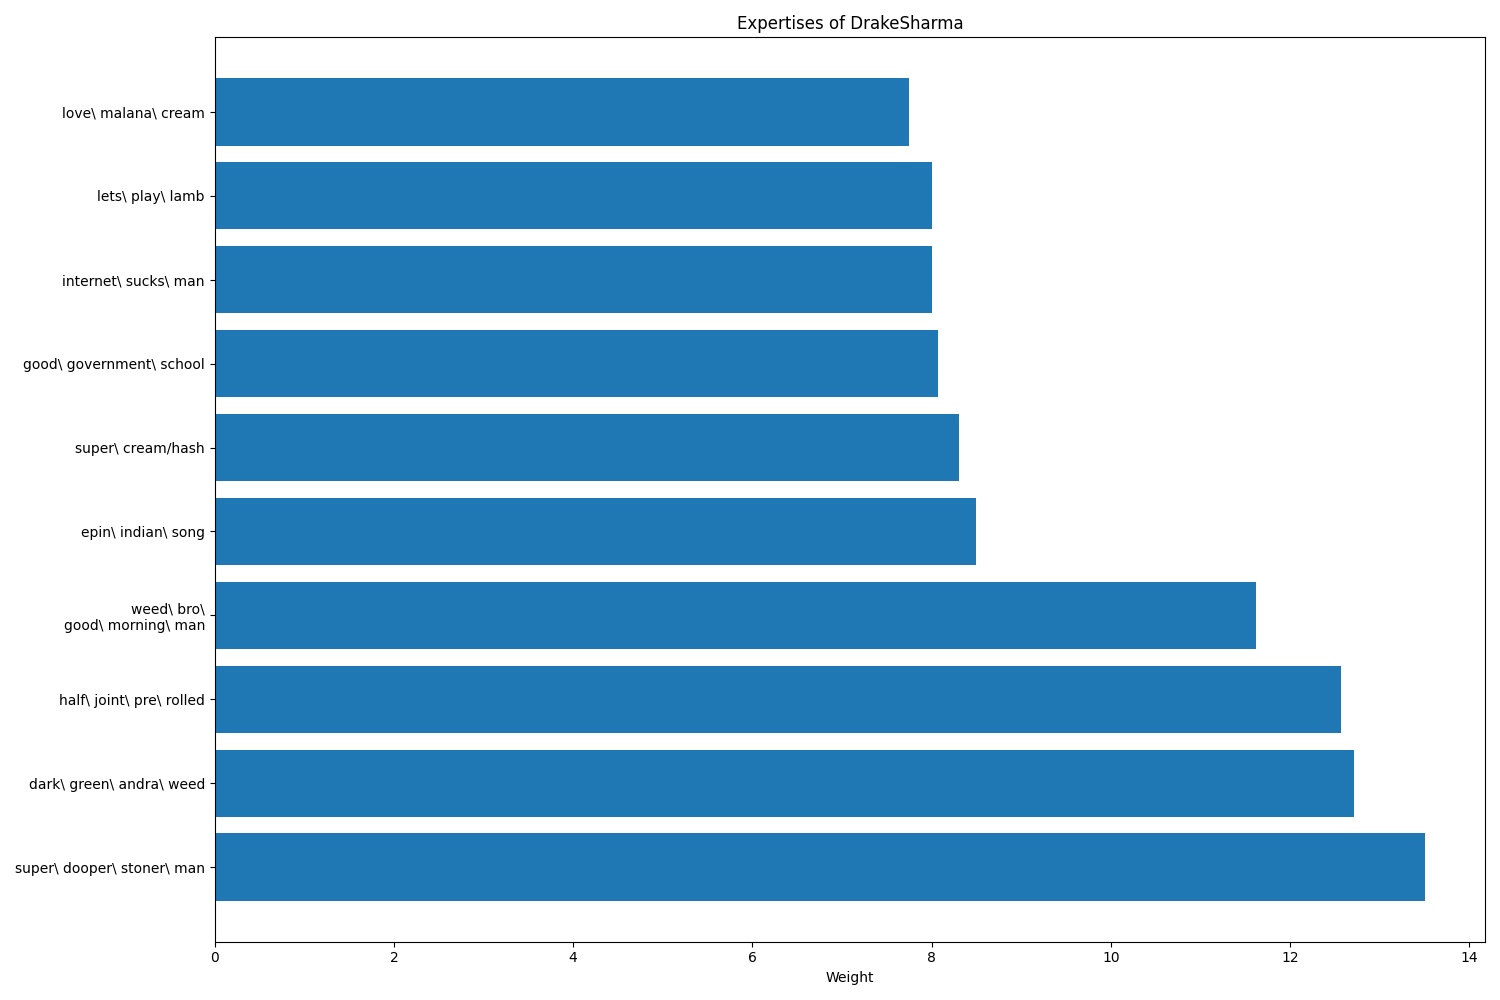 Expertises of DrakeSharma
love\ malana\ cream
lets\ play\ lamb
internet\ sucks\ man
good\ government\ school
super\ cream/hash
epin\ indian\ song
weed\ bro\
good\ morning\ man
half\ joint\ pre\ rolled
dark\ green\ andra\ weed
super\ dooper\ stoner\ man
0 2 4 6 8 10 12 14
Weight